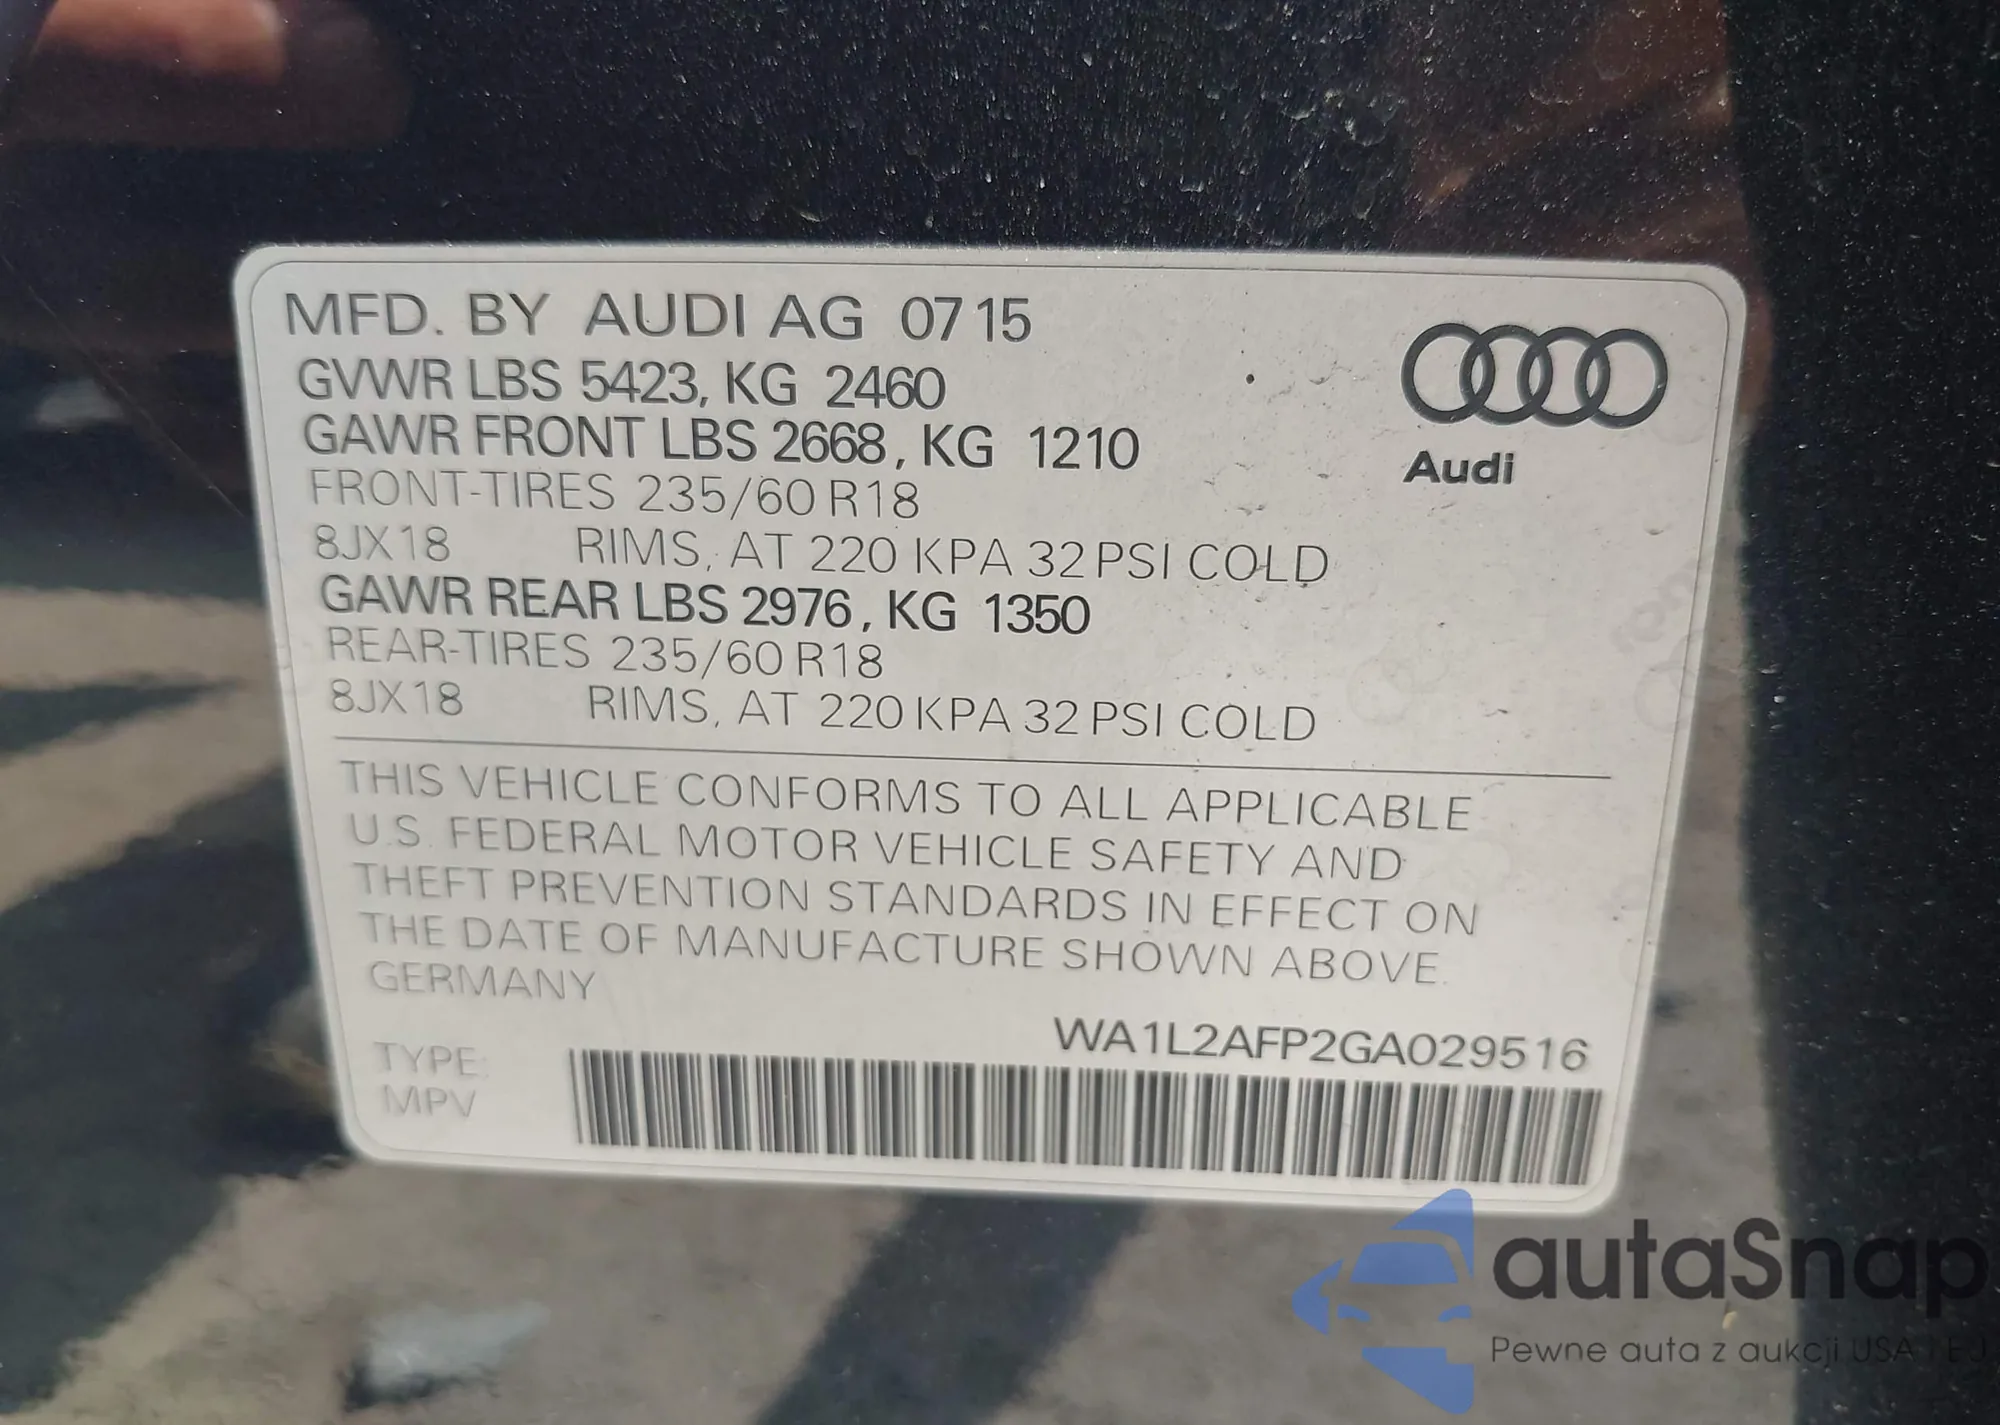 MFD. BY AUDI AG 0715
GVWR LBS 5423, KG 2460
GAWR FRONT LBS 2668, KG 1210
FRONT-TIRES 235/60 R18
8JX18 RIMS, AT 220 KPA 32 PSI COLD
GAWR REAR LBS 2976, KG 1350
REAR-TIRES 235/60 R18
8JX18 RIMS, AT 220 KPA 32 PSI COLD
Audi
THIS VEHICLE CONFORMS TO ALL APPLICABLE
U.S. FEDERAL MOTOR VEHICLE SAFETY AND
THEFT PREVENTION STANDARDS IN EFFECT ON
THE DATE OF MANUFACTURE SHOWN ABOVE.
GERMANY
WA1L2AFP2GA029516
TYPE:
MPV
autaSnap
Pewne auta z aukcji USA i EU